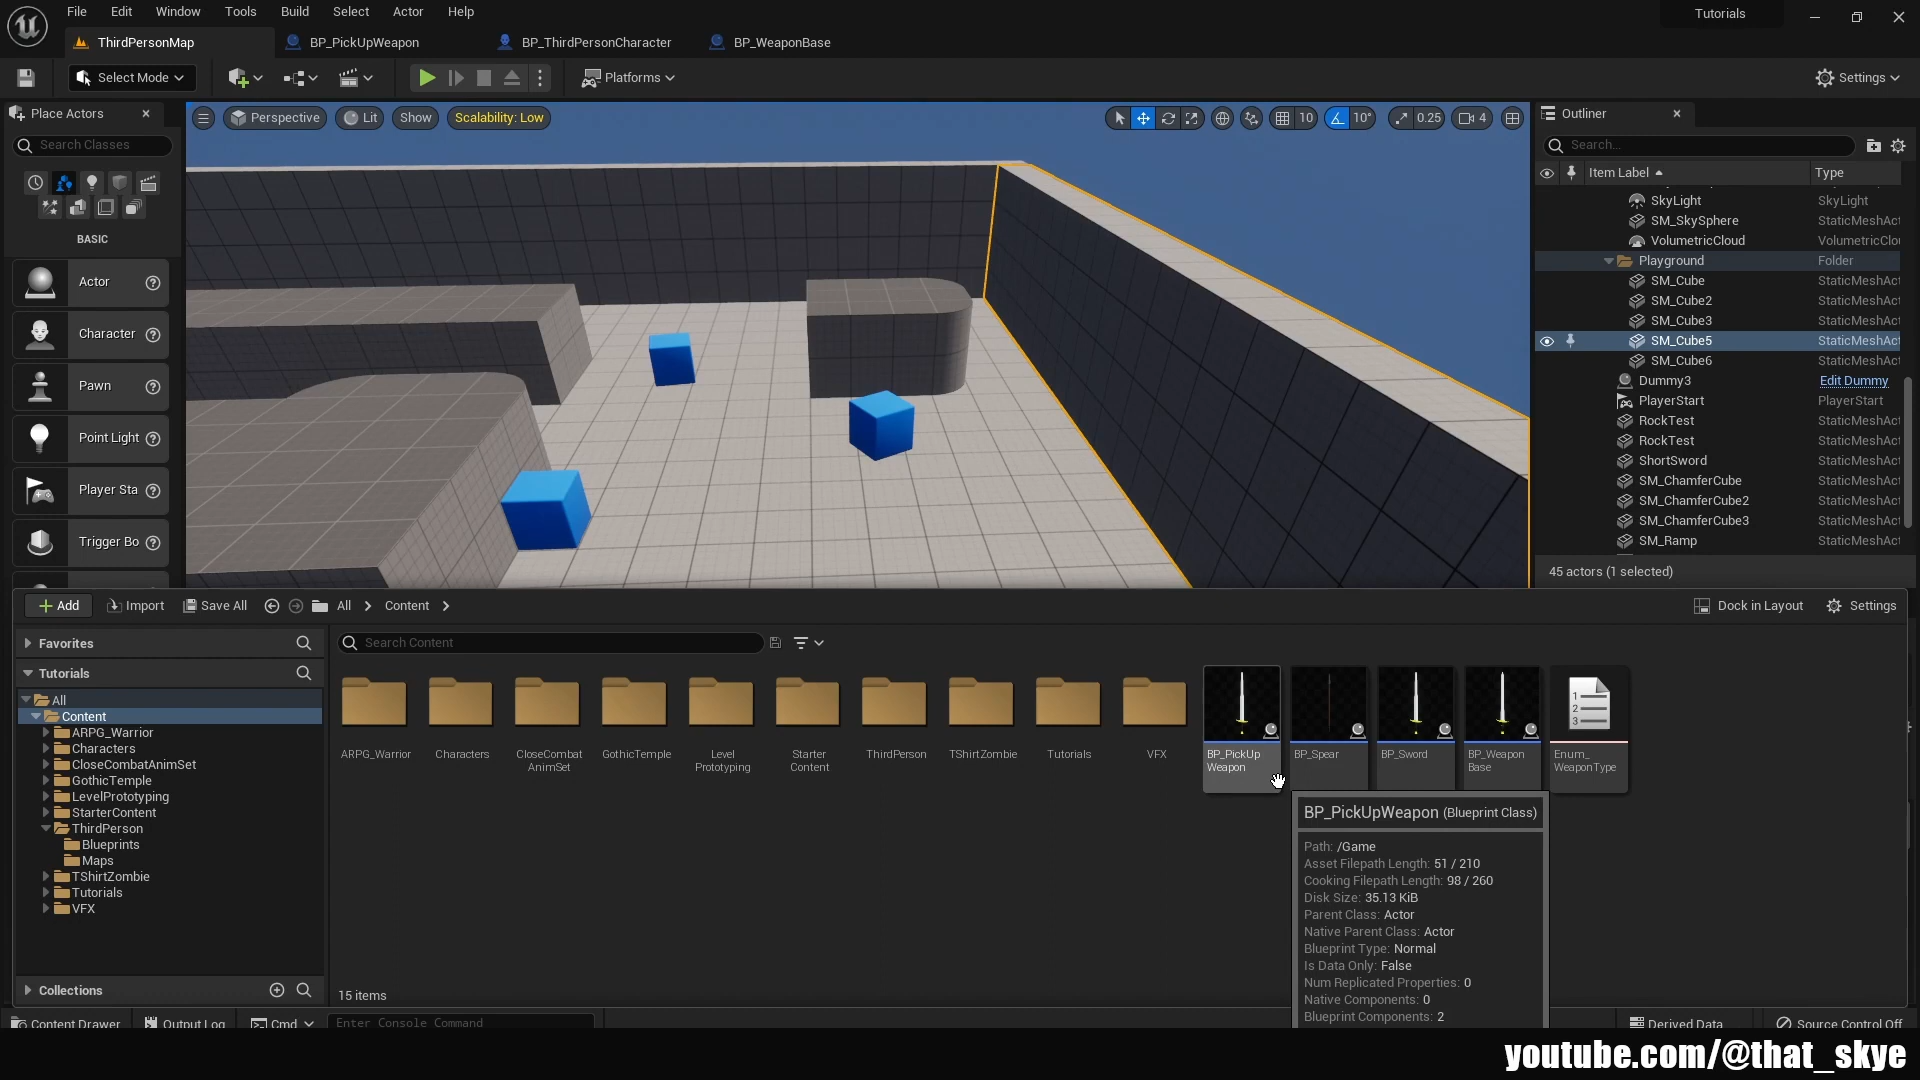 File Edit Window Tools Build Select Actor Help
Tutorials
ThirdPersonMap BP_PickUpWeapon BP_ThirdPersonCharacter BP_WeaponBase
Select Mode Platforms Settings
Place Actors
Search Classes
BASIC
Actor
Character
Pawn
Point Light
Player Sta
Trigger Bo
Perspective Lit Show Scalability: Low 10 10° 0.25 4
Outliner
Search...
Item Label Type
SkyLight SkyLight
SM_SkySphere StaticMeshAct
VolumetricCloud VolumetricClou
Playground Folder
SM_Cube StaticMeshAct
SM_Cube2 StaticMeshAct
SM_Cube3 StaticMeshAct
SM_Cube5 StaticMeshAct
SM_Cube6 StaticMeshAct
Dummy3 Edit Dummy
PlayerStart PlayerStart
RockTest StaticMeshAct
RockTest StaticMeshAct
ShortSword StaticMeshAct
SM_ChamferCube StaticMeshAct
SM_ChamferCube2 StaticMeshAct
SM_ChamferCube3 StaticMeshAct
SM_Ramp StaticMeshAct
45 actors (1 selected)
Add Import Save All All Content Dock in Layout Settings
Favorites
Tutorials
All
Content
ARPG_Warrior
Characters
CloseCombatAnimSet
GothicTemple
LevelPrototyping
StarterContent
ThirdPerson
Blueprints
Maps
TShirtZombie
Tutorials
VFX
Collections
Search Content
ARPG_Warrior
Characters
CloseCombat
AnimSet
GothicTemple
Level
Prototyping
Starter
Content
ThirdPerson
TShirtZombie
Tutorials
VFX
BP_PickUp
Weapon
BP_Spear
BP_Sword
BP_Weapon
Base
1
2
3
Enum_
WeaponType
BP_PickUpWeapon (Blueprint Class)
Path: /Game
Asset Filepath Length: 51 / 210
Cooking Filepath Length: 98 / 260
Disk Size: 35.13 KiB
Parent Class: Actor
Native Parent Class: Actor
Blueprint Type: Normal
Is Data Only: False
Num Replicated Properties: 0
Native Components: 0
Blueprint Components: 2
15 items
Content Drawer Output Log Cmd Enter Console Command Derived Data Source Control Off
youtube.com/@that_skye